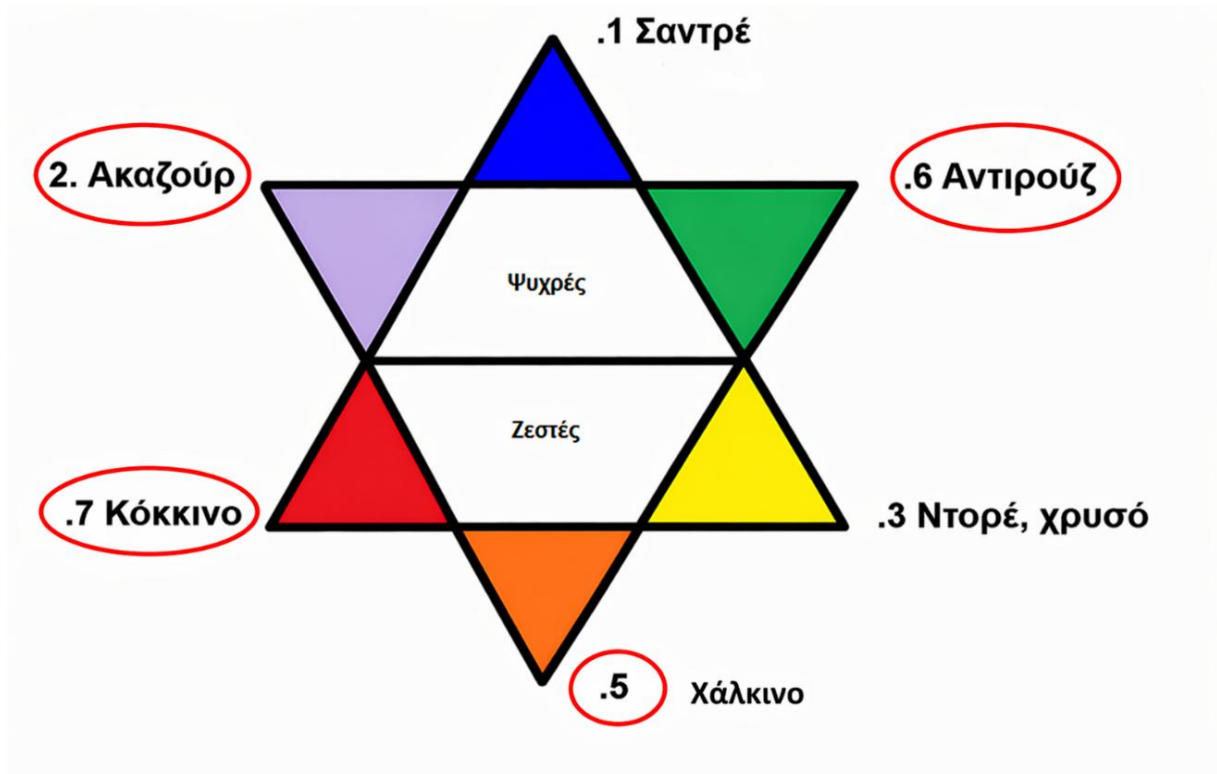 .1 Σαντρέ
2. Ακαζούρ
.6 Αντιρούζ
Ψυχρές
Ζεστές
.7 Κόκκινο
.3 Ντορέ, χρυσό
.5 Χάλκινο